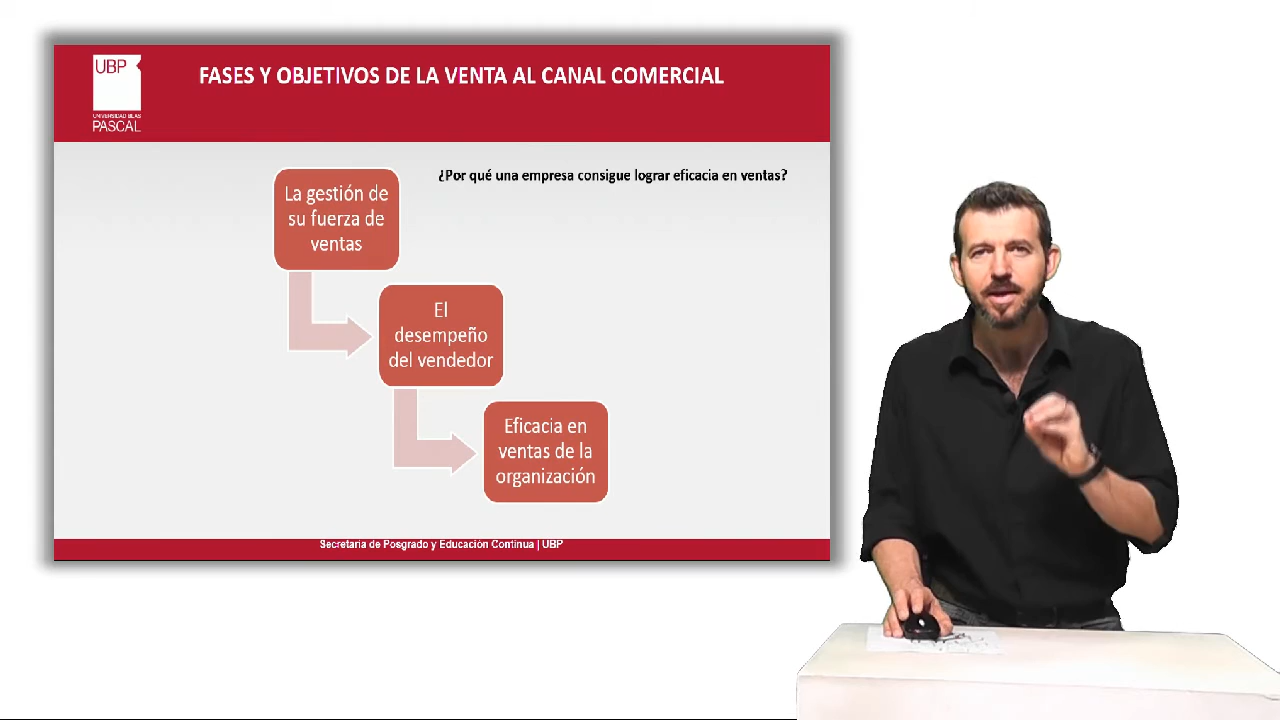 UBP
UNIVERSIDAD BLAS
PASCAL
FASES Y OBJETIVOS DE LA VENTA AL CANAL COMERCIAL
¿Por qué una empresa consigue lograr eficacia en ventas?
La gestión de
su fuerza de
ventas
El
desempeño
del vendedor
Eficacia en
ventas de la
organización
Secretaria de Posgrado y Educación Continua | UBP